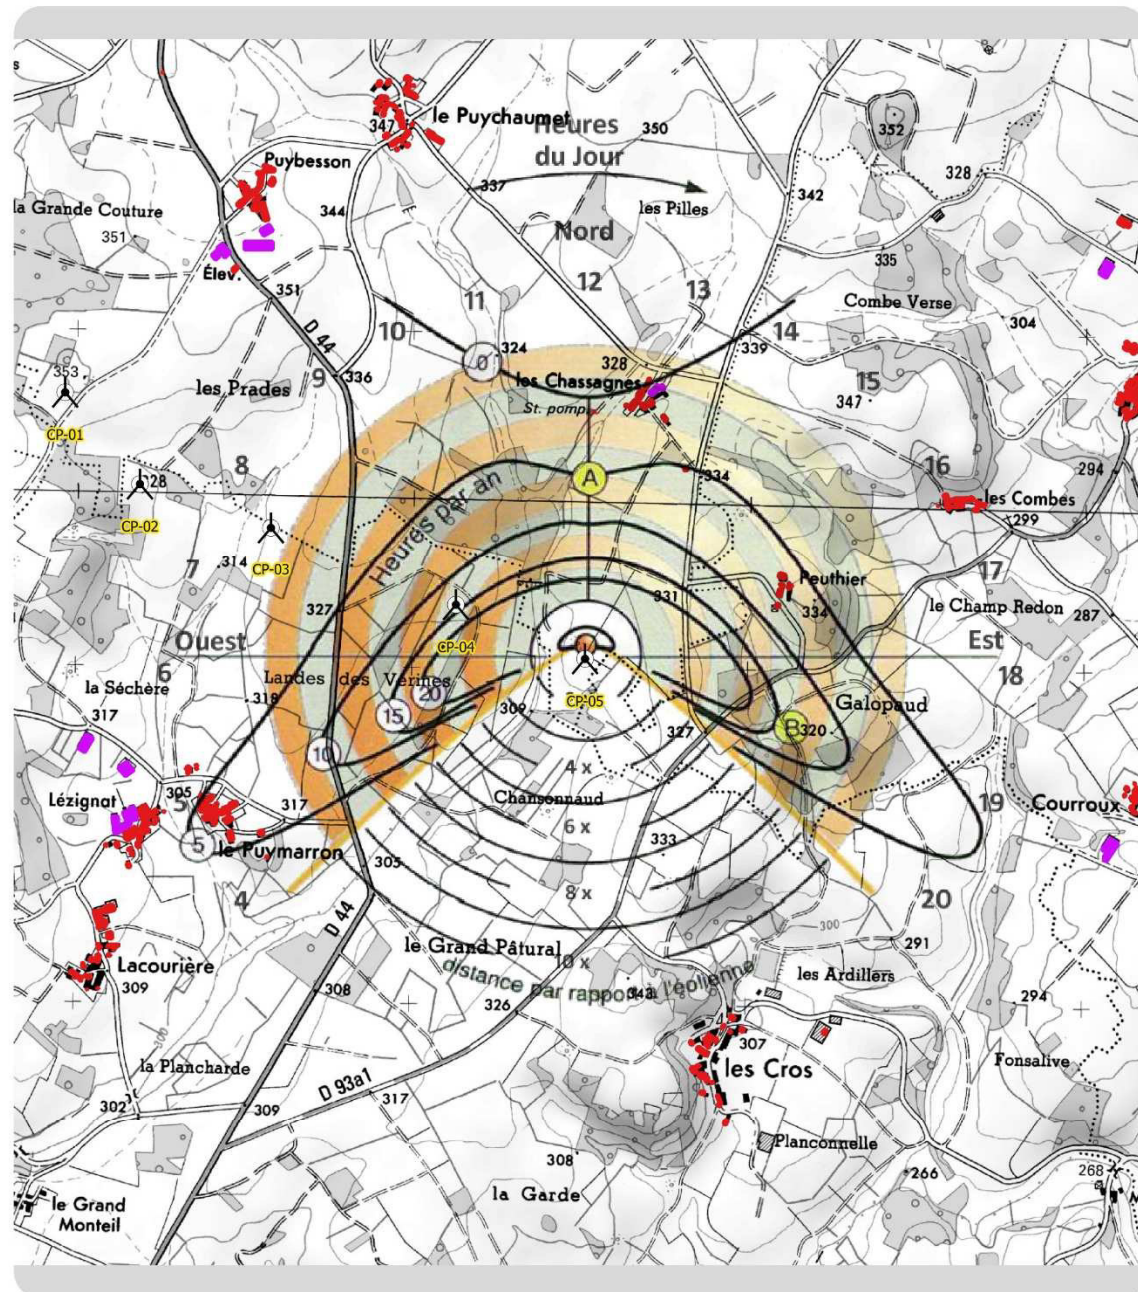 le Puychaumet
347
Heures
du Jour
350
352
Puybesson
337
328
342
la Grande Couture
344
les Pilles
351
Nord
335
Élev.
12
11
13
351
Combe Verse
10
14
304
D 44
324
339
353
0
328
les Prades
9
336
les Chassagnes
15
347
CP-01
St. pomp.
8
16
294
A
334
328
les Combes
CP-02
Heures par an
299
CP-03
314
7
Peuthier
17
331
334
le Champ Redon
287
327
CP-04
Ouest
Est
6
18
la Séchère
Landes des Vérines
318
20
CP-05
309
Galopaud
317
15
B
320
327
10
4 x
305
Lézignat
5
317
Chansonnaud
19
Courroux
6 x
333
5
le Puymarron
305
4
8 x
20
300
D 44
le Grand Pâtural
291
10 x
Lacourière
distance par rapport à l'éolienne
les Ardillers
309
343
308
326
294
307
les Cros
Fonsalive
la Plancharde
300
D 93a1
302
309
317
Planconnelle
308
266
268
la Garde
le Grand
Monteil